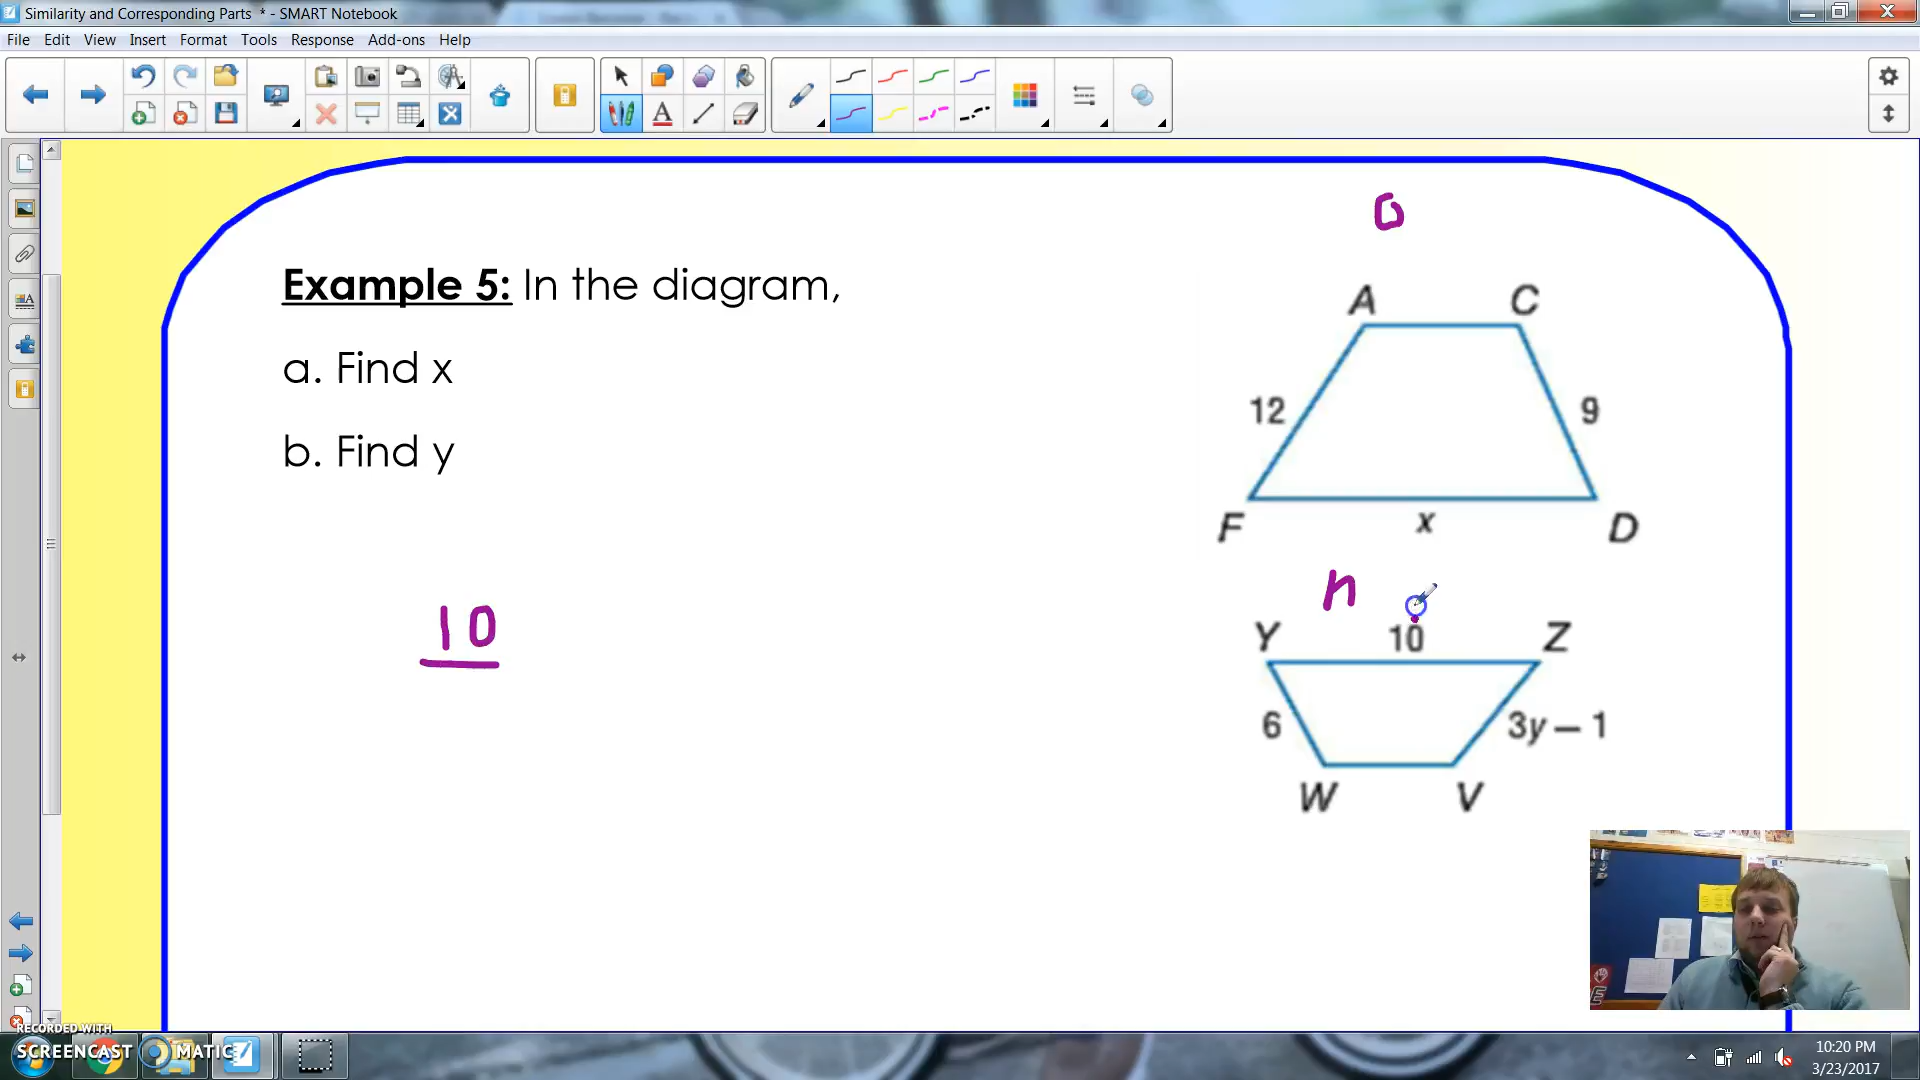 Similarity and Corresponding Parts * - SMART Notebook
File Edit View Insert Format Tools Response Add-ons Help
O
Example 5: In the diagram,
a. Find x
b. Find y
A C
12 9
F x D
n
10
Y 10 Z
6 3y – 1
W V
RECORDED WITH
SCREENCAST MATIC
10:20 PM
3/23/2017